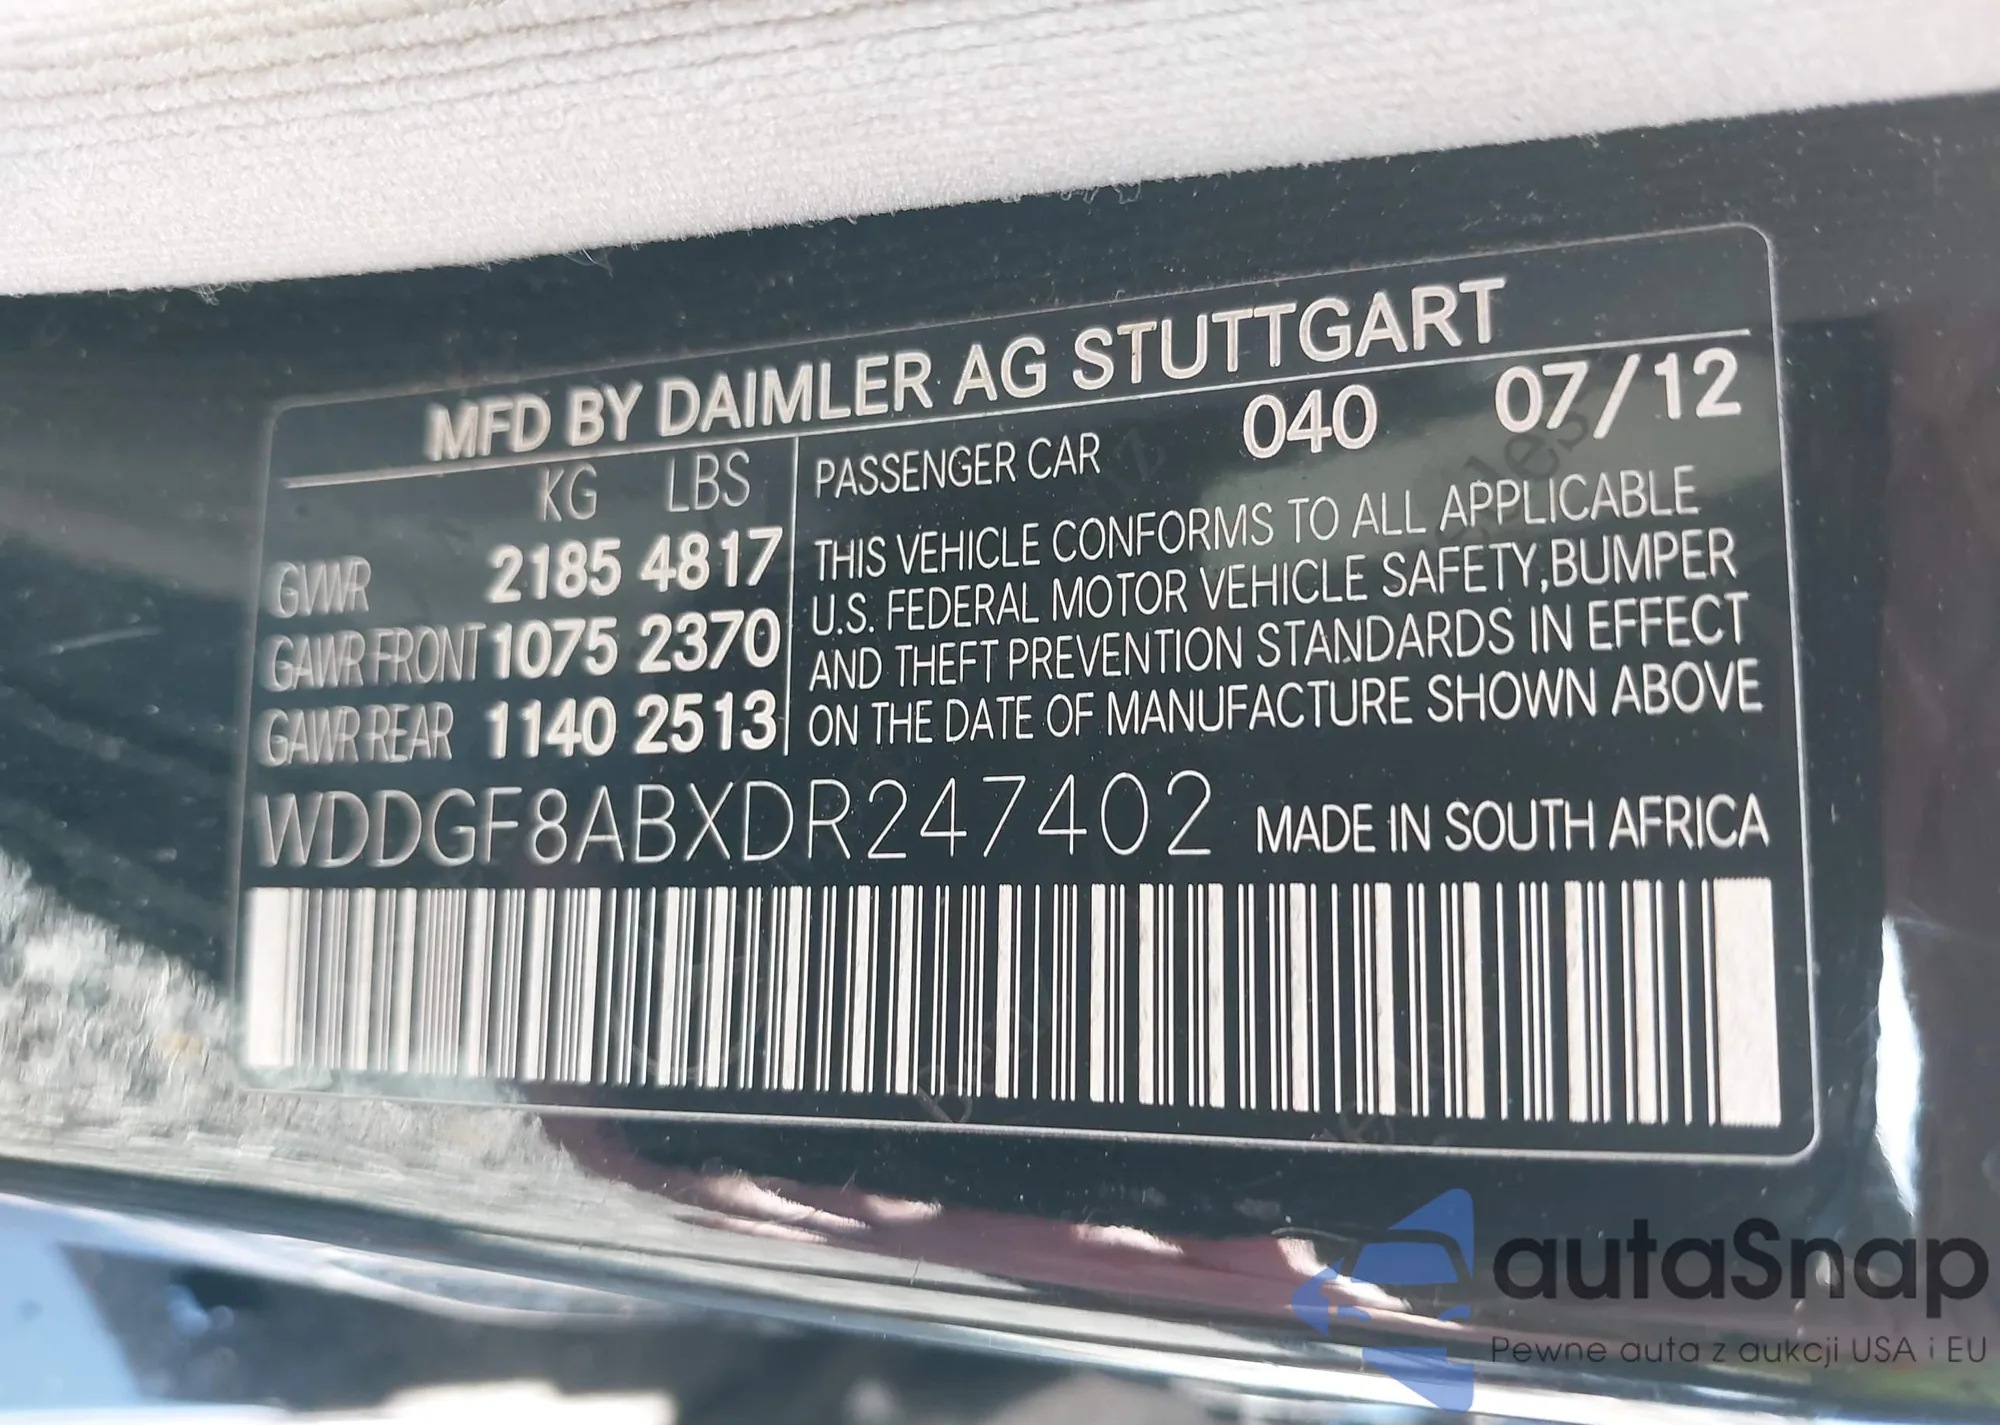 MFD BY DAIMLER AG STUTTGART
KG LBS
GVWR 2185 4817
GAWR FRONT 1075 2370
GAWR REAR 1140 2513
PASSENGER CAR 040 07/12
THIS VEHICLE CONFORMS TO ALL APPLICABLE
U.S. FEDERAL MOTOR VEHICLE SAFETY,BUMPER
AND THEFT PREVENTION STANDARDS IN EFFECT
ON THE DATE OF MANUFACTURE SHOWN ABOVE
WDDGF8ABXDR247402 MADE IN SOUTH AFRICA
autaSnap
Pewne auta z aukcji USA i EU